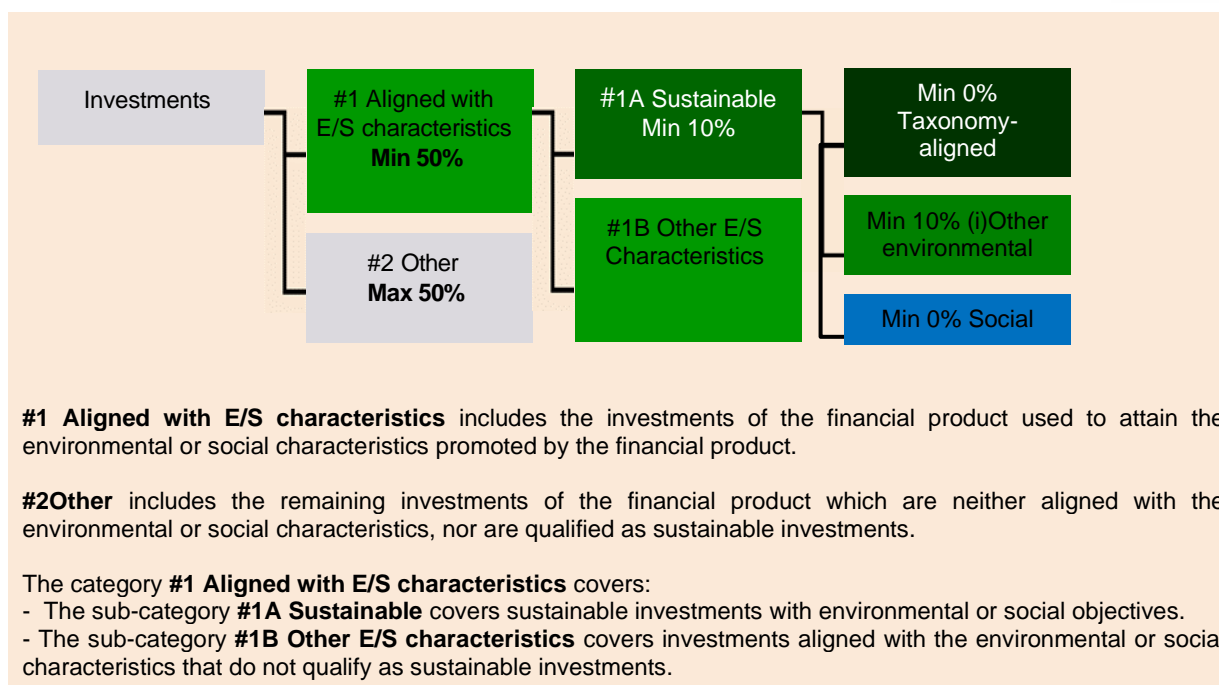 Investments
#1 Aligned with
E/S characteristics
Min 50%
#2 Other
Max 50%
#1A Sustainable
Min 10%
#1B Other E/S
Characteristics
Min 0%
Taxonomy-
aligned
Min 10% (i)Other
environmental
Min 0% Social
#1 Aligned with E/S characteristics includes the investments of the financial product used to attain the
environmental or social characteristics promoted by the financial product.
#2Other includes the remaining investments of the financial product which are neither aligned with the
environmental or social characteristics, nor are qualified as sustainable investments.
The category #1 Aligned with E/S characteristics covers:
- The sub-category #1A Sustainable covers sustainable investments with environmental or social objectives.
- The sub-category #1B Other E/S characteristics covers investments aligned with the environmental or social
characteristics that do not qualify as sustainable investments.